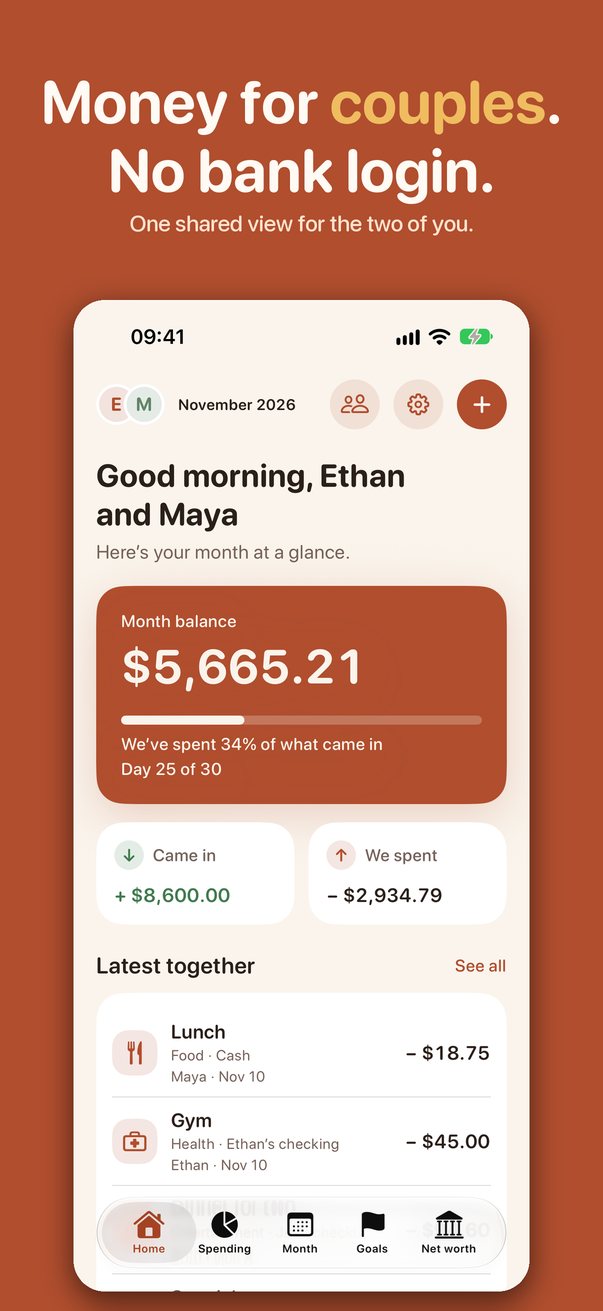 Money for couples.
No bank login.
One shared view for the two of you.
09:41
E M November 2026
Good morning, Ethan
and Maya
Here's your month at a glance.
Month balance
$5,665.21
We've spent 34% of what came in
Day 25 of 30
Came in
+ $8,600.00
We spent
– $2,934.79
Latest together
See all
Lunch
Food · Cash
Maya · Nov 10
– $18.75
Gym
Health · Ethan's checking
Ethan · Nov 10
– $45.00
Home
Spending
Month
Goals
Net worth